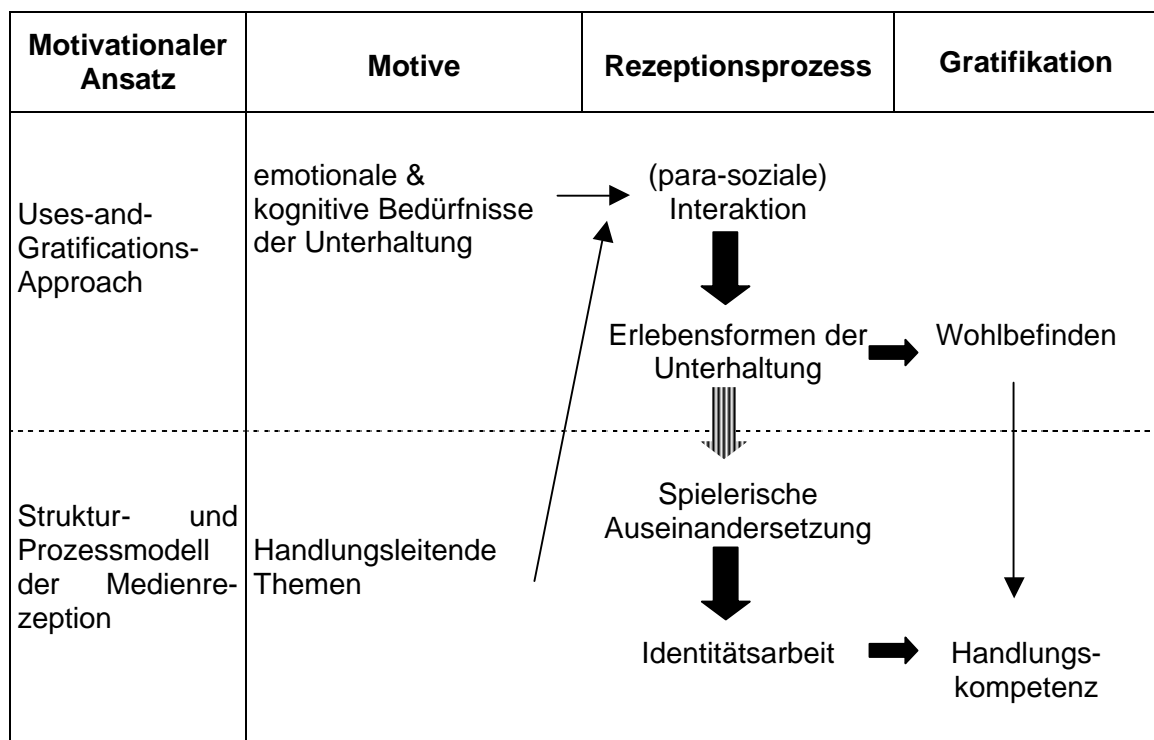 Motivationaler
Ansatz
Motive
Rezeptionsprozess
Gratifikation
Uses-and-
Gratifications-
Approach
emotionale &
kognitive Bedürfnisse
der Unterhaltung
(para-soziale)
Interaktion
Erlebensformen der
Unterhaltung
Wohlbefinden
Struktur- und
Prozessmodell
der Medienre-
zeption
Handlungsleitende
Themen
Spielerische
Auseinandersetzung
Identitätsarbeit
Handlungs-
kompetenz